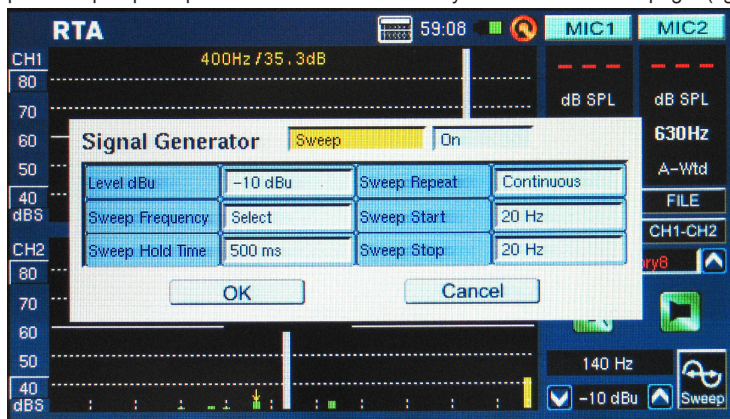 RTA 59:08 MIC1 MIC2
CH1 400Hz/35.3dB
80
70 dB SPL dB SPL
60 630Hz
50 A-Wtd
40 FILE
dBS CH1-CH2
Signal Generator Sweep On
Level dBu -10 dBu Sweep Repeat Continuous
Sweep Frequency Select Sweep Start 20 Hz
Sweep Hold Time 500 ms Sweep Stop 20 Hz
OK Cancel
CH2
80
70
60
50 140 Hz
40
dBS -10 dBu Sweep